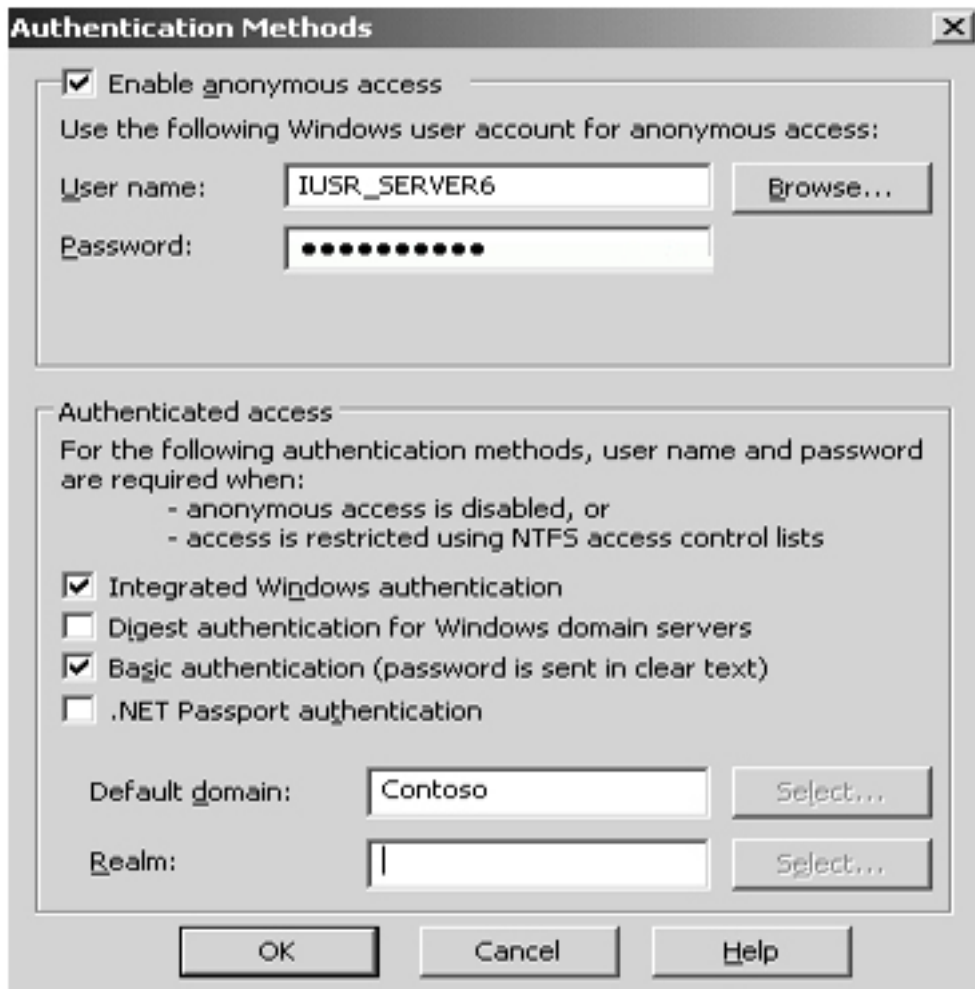 Authentication Methods
Enable anonymous access
Use the following Windows user account for anonymous access:
User name: IUSR_SERVER6 Browse...
Password: ●●●●●●●●●●
Authenticated access
For the following authentication methods, user name and password
are required when:
- anonymous access is disabled, or
- access is restricted using NTFS access control lists
Integrated Windows authentication
Digest authentication for Windows domain servers
Basic authentication (password is sent in clear text)
.NET Passport authentication
Default domain: Contoso Select...
Realm: Select...
OK Cancel Help